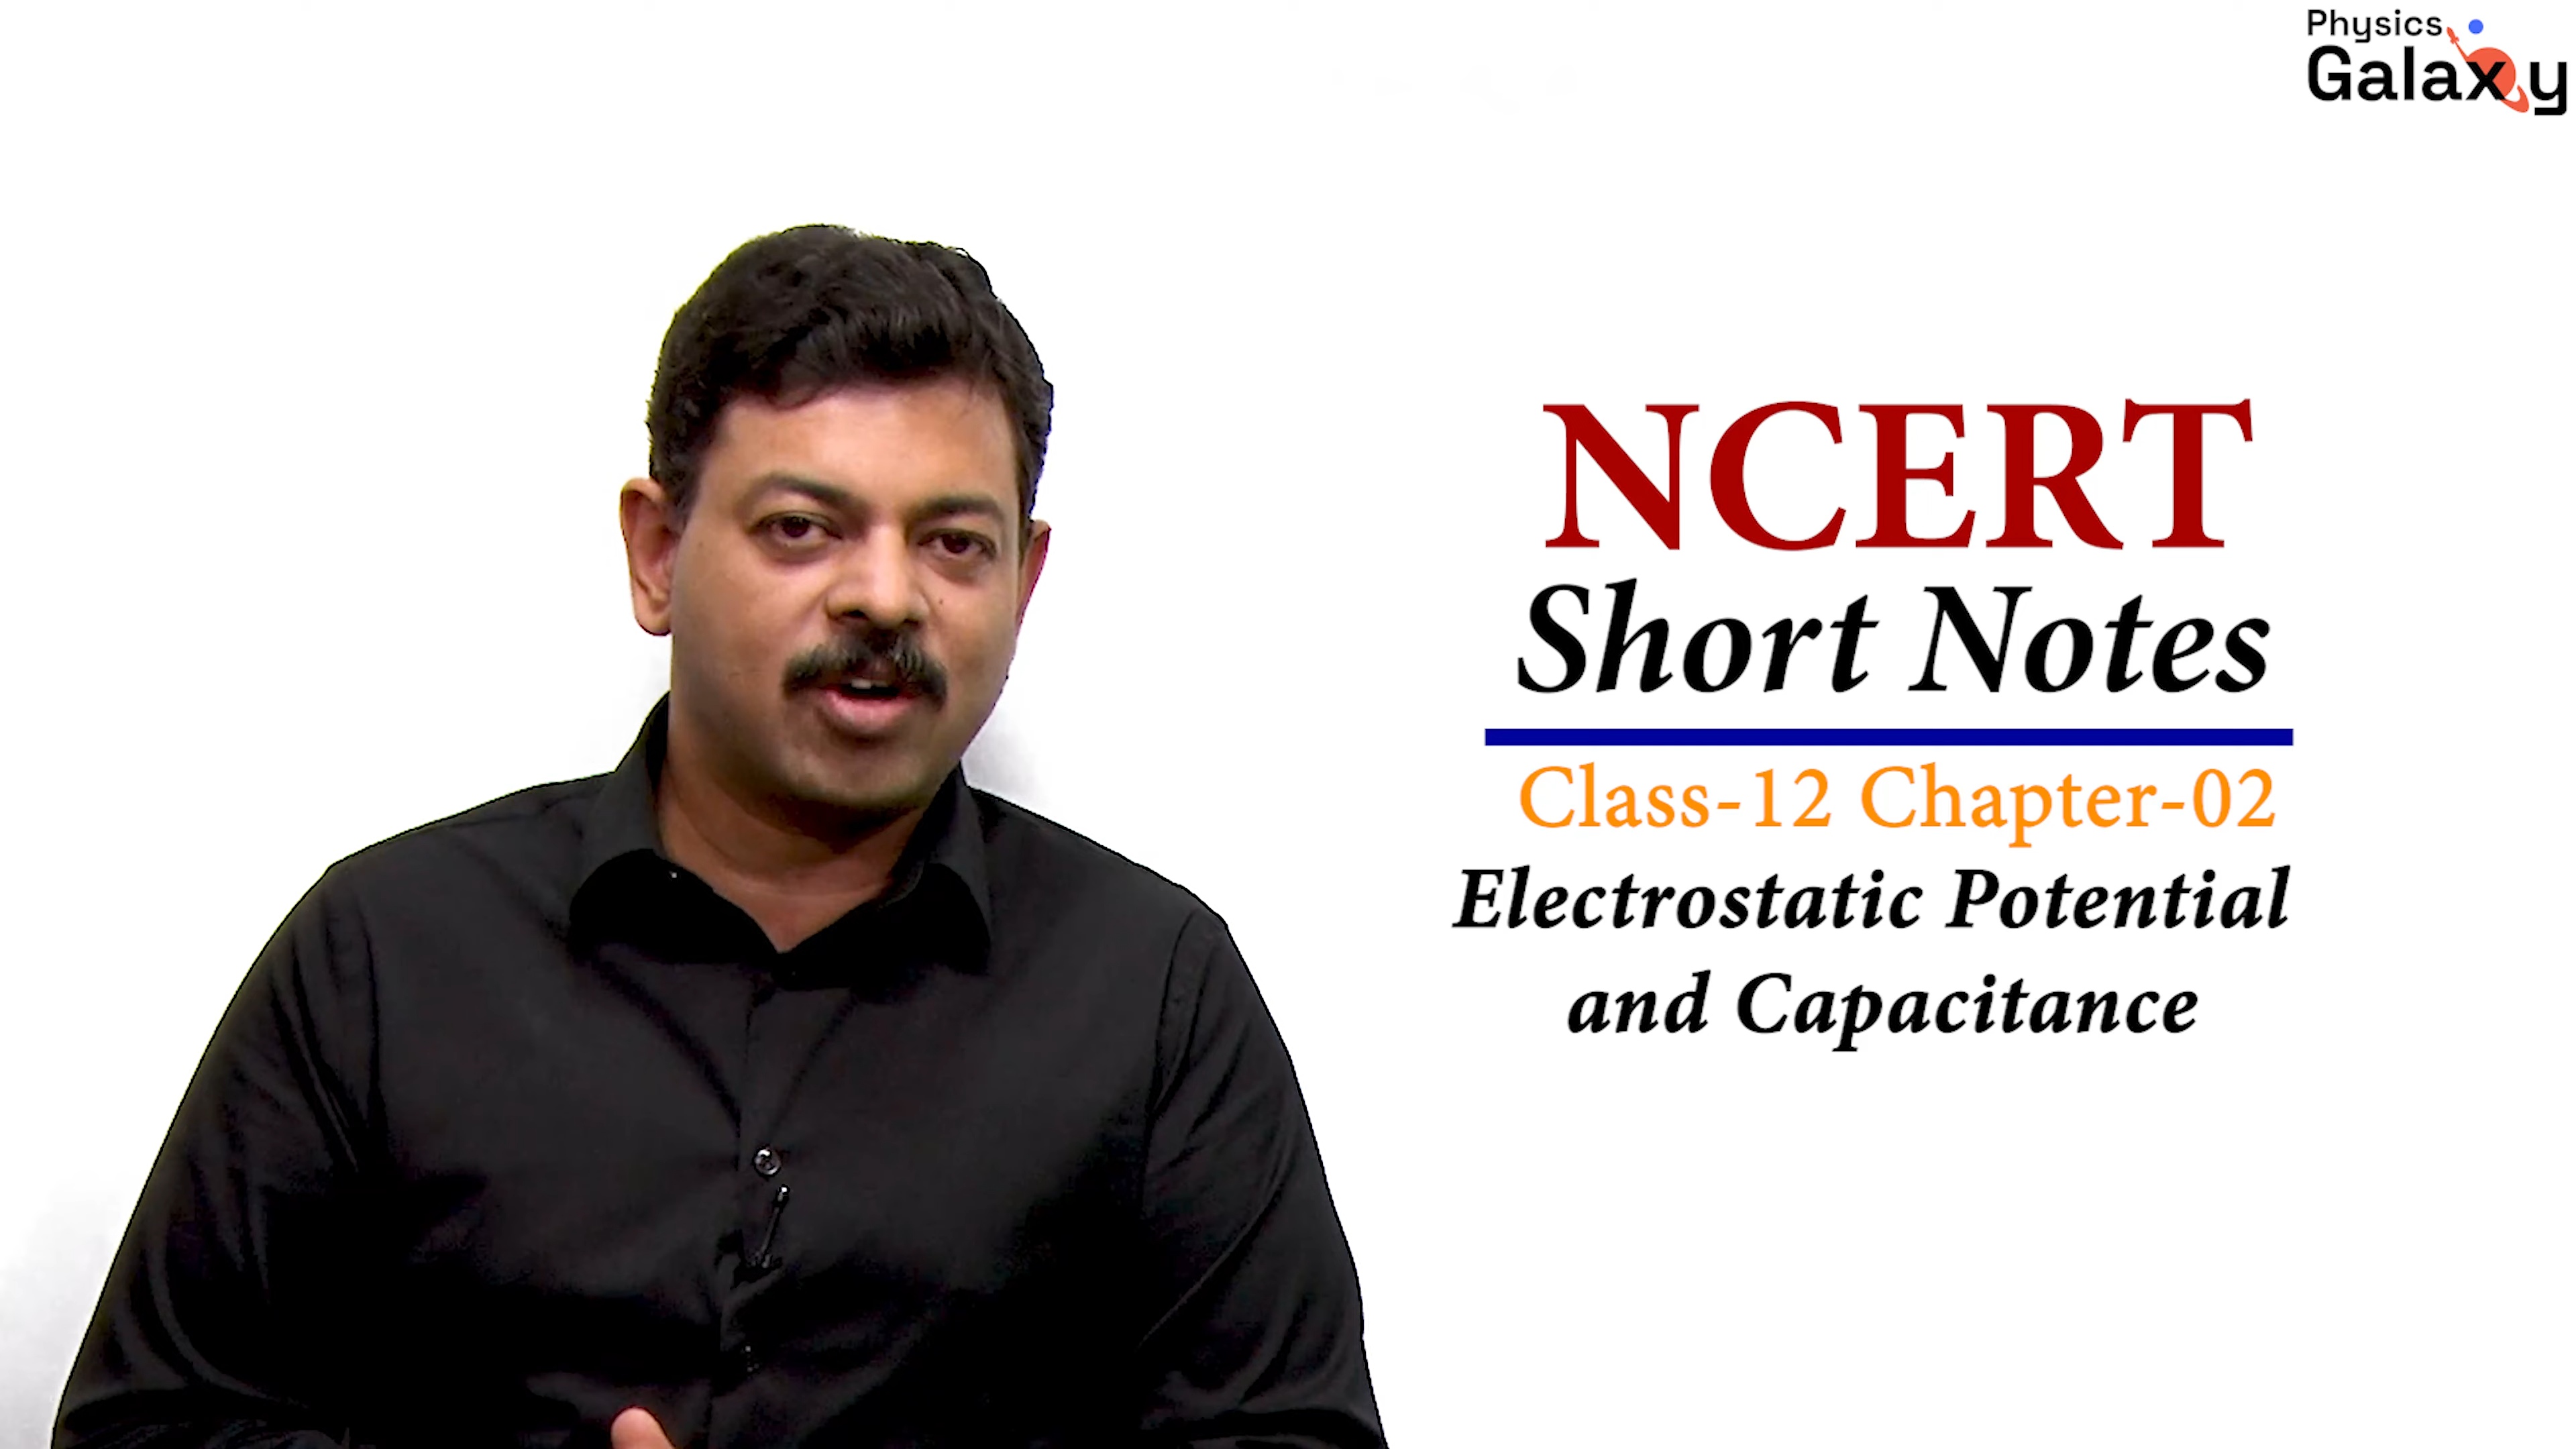 Physics
Galaxy
NCERT
Short Notes
Class-12 Chapter-02
Electrostatic Potential
and Capacitance